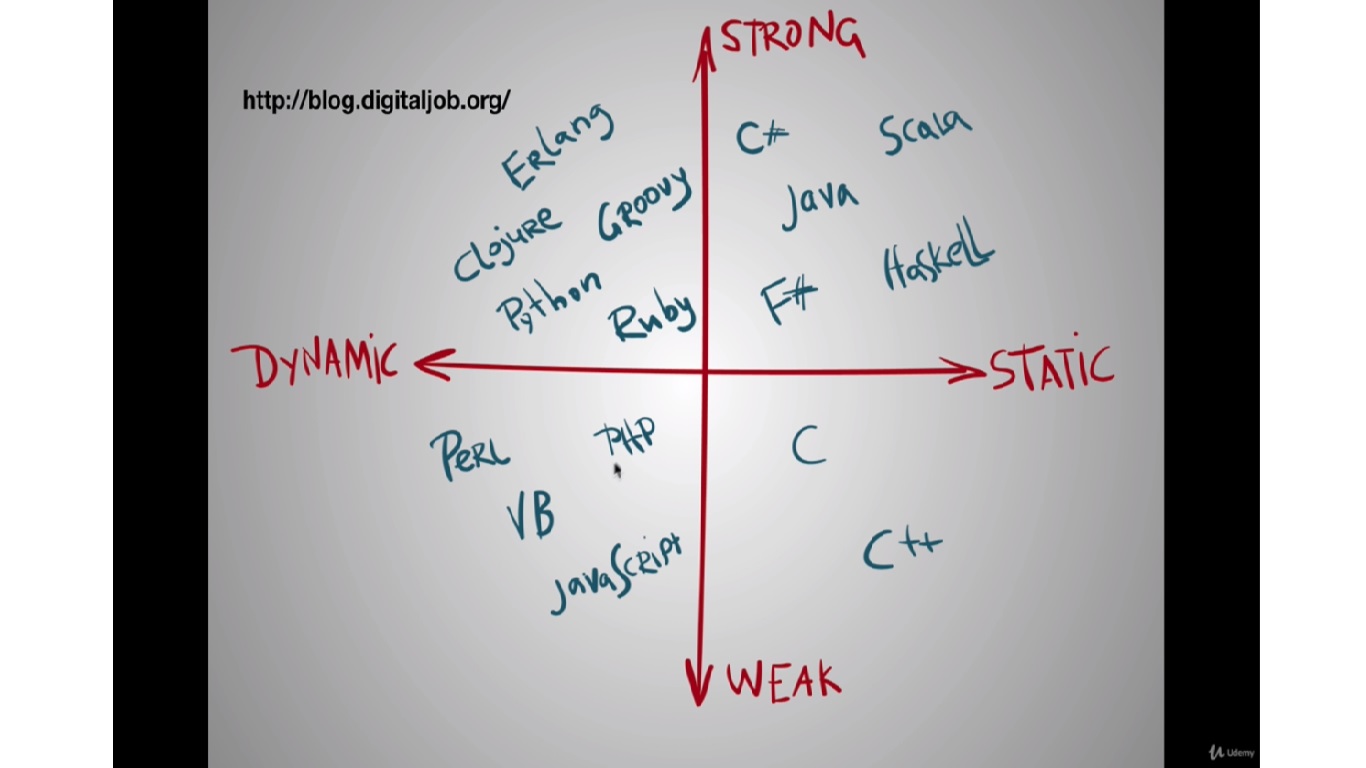 STRONG
http://blog.digitaljob.org/
Erlang
C#
Scala
Clojure
Groovy
Java
Python
Ruby
F#
Haskell
DYNAMIC
STATIC
PERL
PHP
C
VB
JavaScript
C++
WEAK
Udemy